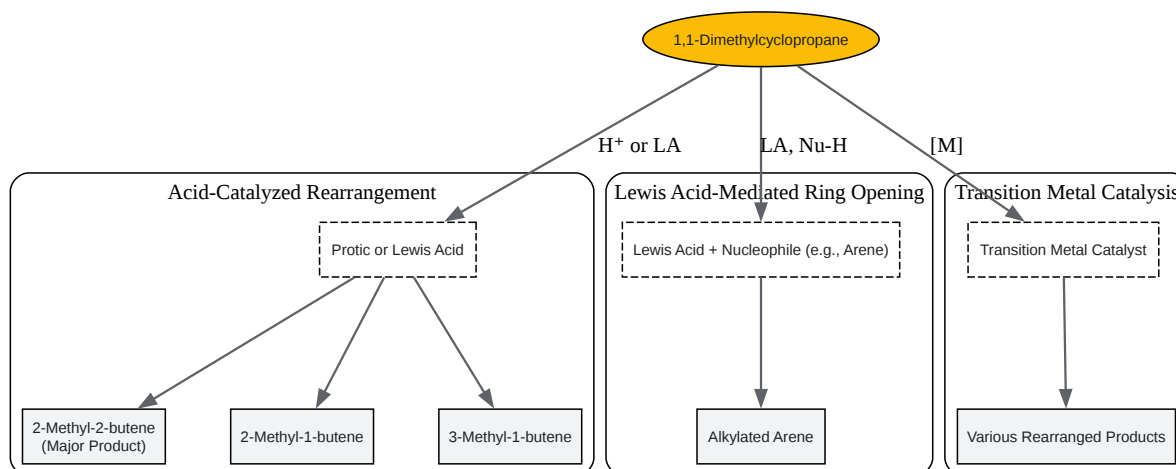 1,1-Dimethylcyclopropane
H⁺ or LA
LA, Nu-H
[M]
Acid-Catalyzed Rearrangement
Lewis Acid-Mediated Ring Opening
Transition Metal Catalysis
Protic or Lewis Acid
Lewis Acid + Nucleophile (e.g., Arene)
Transition Metal Catalyst
2-Methyl-2-butene
(Major Product)
2-Methyl-1-butene
3-Methyl-1-butene
Alkylated Arene
Various Rearranged Products